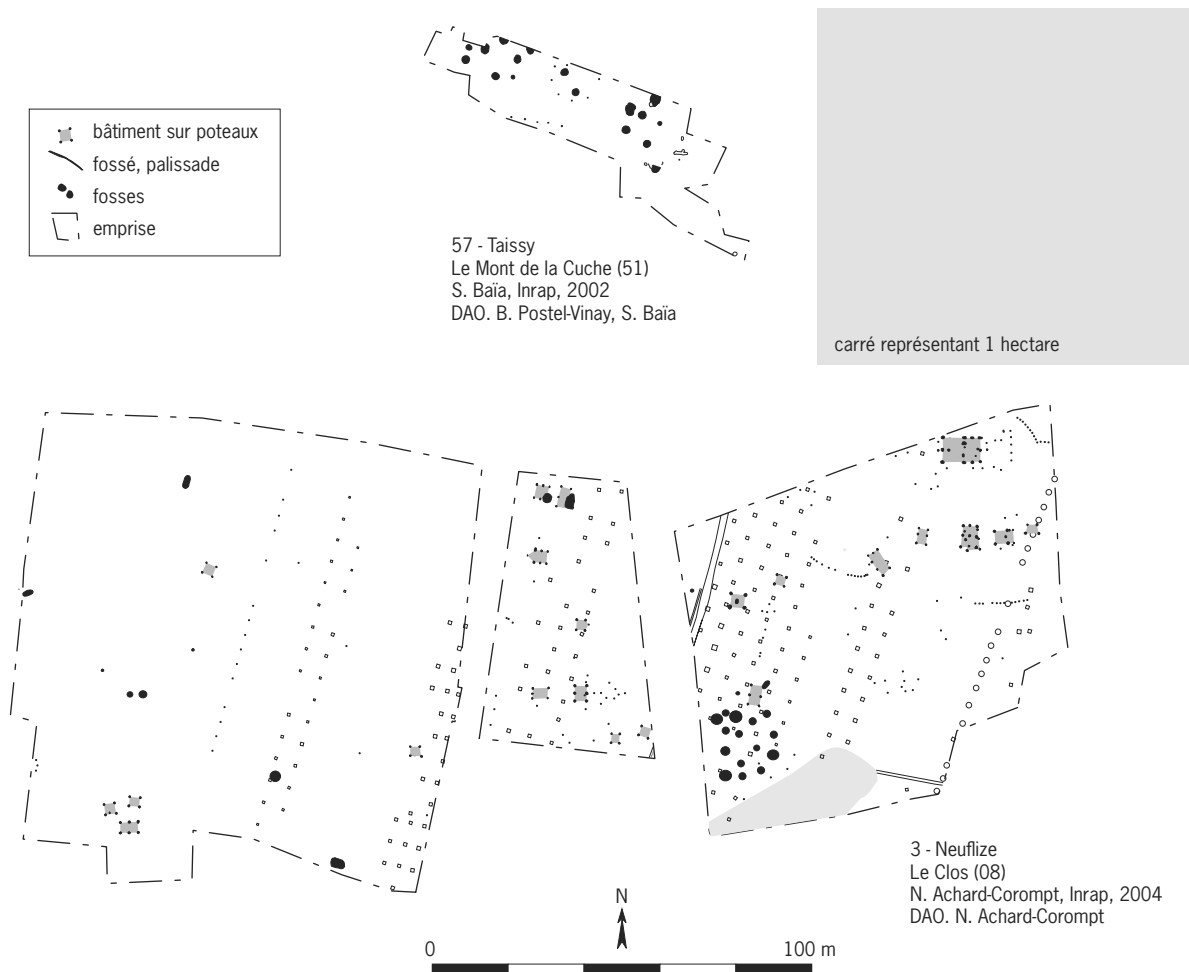 bâtiment sur poteaux
fossé, palissade
fosses
emprise
57 - Taissy
Le Mont de la Cuche (51)
S. Baïa, Inrap, 2002
DAO. B. Postel-Vinay, S. Baïa
carré représentant 1 hectare
3 - Neuflize
Le Clos (08)
N. Achard-Corompt, Inrap, 2004
DAO. N. Achard-Corompt
N
0
100 m